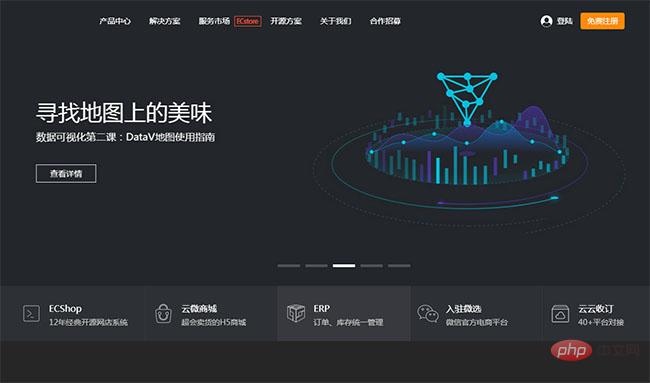 产品中心 解决方案 服务市场 ECstore 开源方案 关于我们 合作招募 登陆 免费注册
寻找地图上的美味
数据可视化第二课：DataV地图使用指南
查看详情
ECShop
12年经典开源网店系统
云微商城
超会卖货的H5商城
ERP
订单、库存统一管理
入驻微选
微信官方电商平台
云云收订
40+平台对接
php 中文网